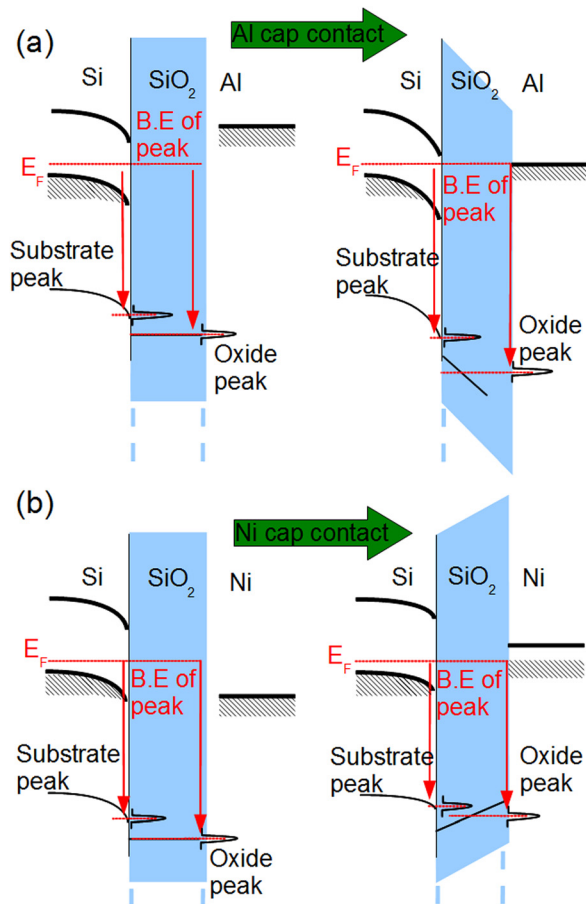 (a)
Al cap contact
Si SiO2 Al
B.E of
peak
EF
Substrate
peak
Oxide
peak
Si SiO2 Al
B.E of
peak
Substrate
peak
Oxide
peak
(b)
Ni cap contact
Si SiO2 Ni
EF
B.E of
peak
Substrate
peak
Oxide
peak
Si SiO2 Ni
EF
B.E of
peak
Substrate
peak
Oxide
peak